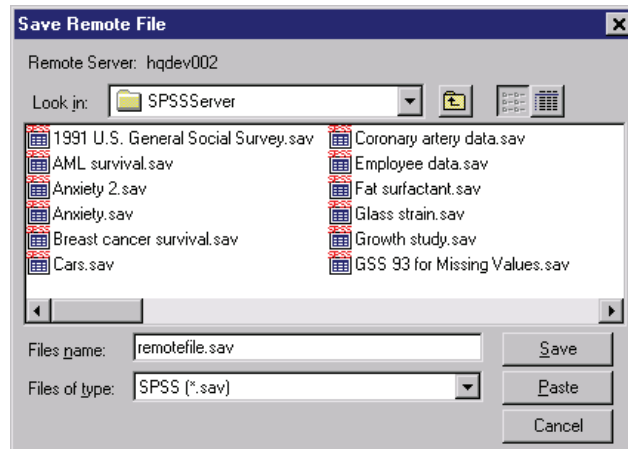 Save Remote File
Remote Server: hqdev002
Look in: SPSSServer
1991 U.S. General Social Survey.sav
AML survival.sav
Anxiety 2.sav
Anxiety.sav
Breast cancer survival.sav
Cars.sav
Coronary artery data.sav
Employee data.sav
Fat surfactant.sav
Glass strain.sav
Growth study.sav
GSS 93 for Missing Values.sav
Files name: remotefile.sav
Save
Files of type: SPSS (*.sav)
Paste
Cancel